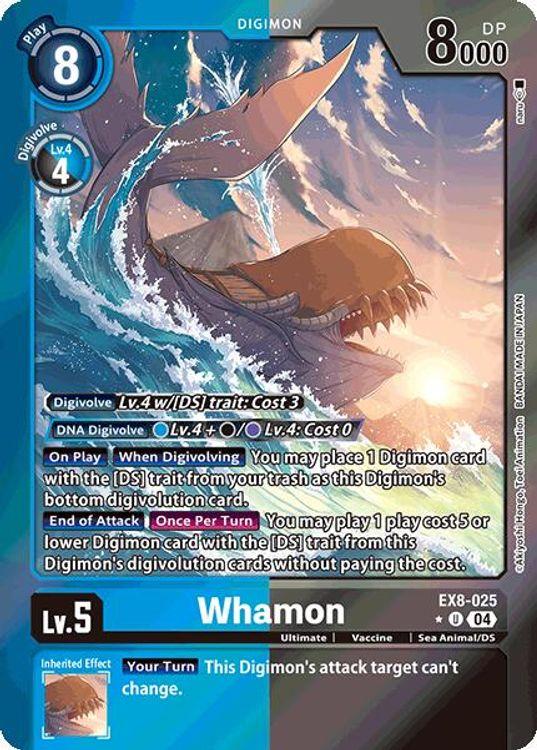 DIGIMON
Play
8
DP
8000
Digivolve
Lv.4
4
naru
Digivolve Lv.4 w/[DS] trait: Cost 3
DNA Digivolve Lv.4 + / Lv.4: Cost 0
On Play When Digivolving You may place 1 Digimon card
with the [DS] trait from your trash as this Digimon's
bottom digivolution card.
End of Attack Once Per Turn You may play 1 play cost 5 or
lower Digimon card with the [DS] trait from this
Digimon's digivolution cards without paying the cost.
©Akiyoshi Hongo, Toei Animation BANDAI MADE IN JAPAN
Lv.5
Whamon
EX8-025
U 04
Ultimate | Vaccine | Sea Animal/DS
Inherited Effect
Your Turn This Digimon's attack target can't
change.